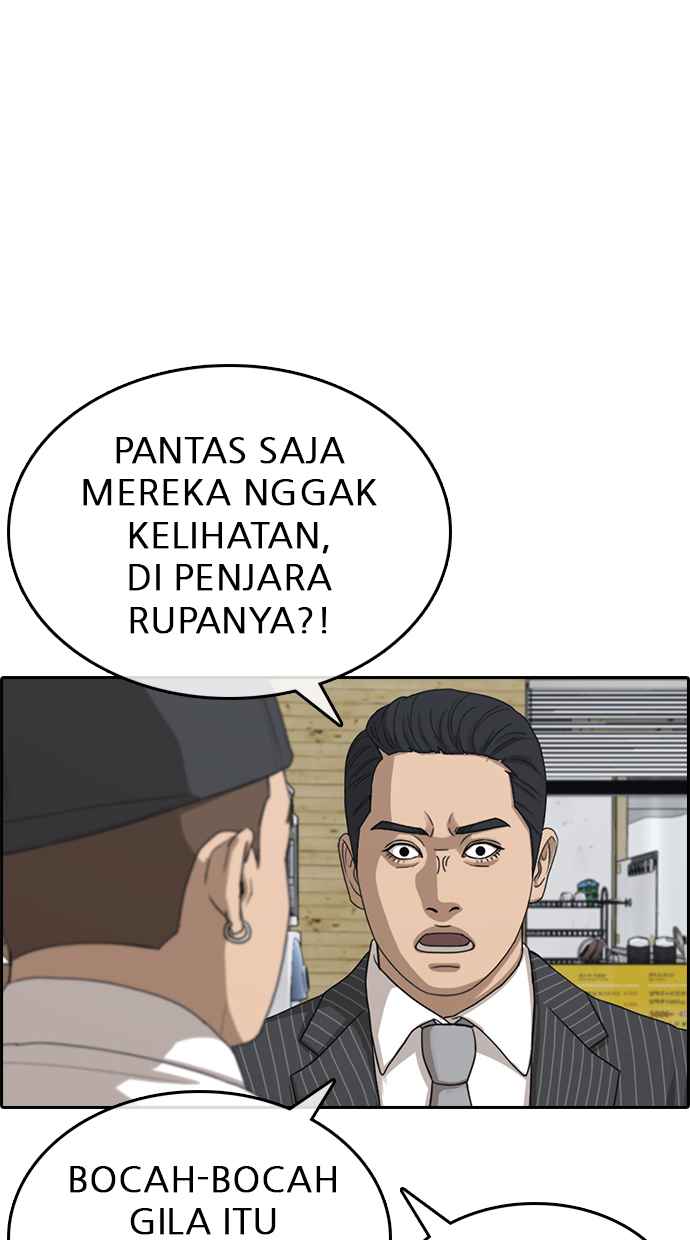 PANTAS SAJA
MEREKA NGGAK
KELIHATAN,
DI PENJARA
RUPANYA?!
BOCAH-BOCAH
GILA ITU